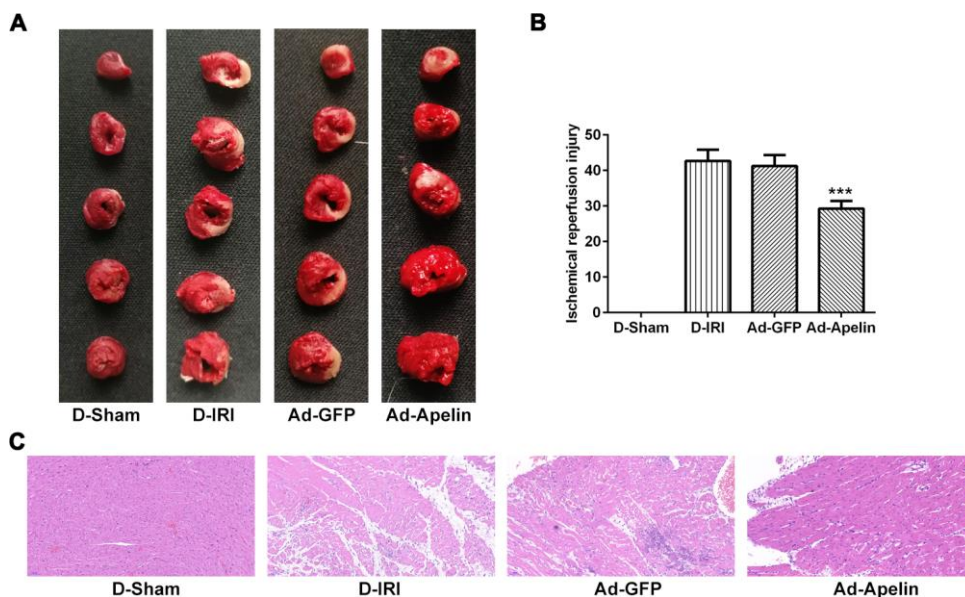 A
B
D-Sham
D-IRI
Ad-GFP
Ad-Apelin
Ischemical reperfusion injury
50
40
30
20
10
0
***
D-Sham
D-IRI
Ad-GFP
Ad-Apelin
C
D-Sham
D-IRI
Ad-GFP
Ad-Apelin